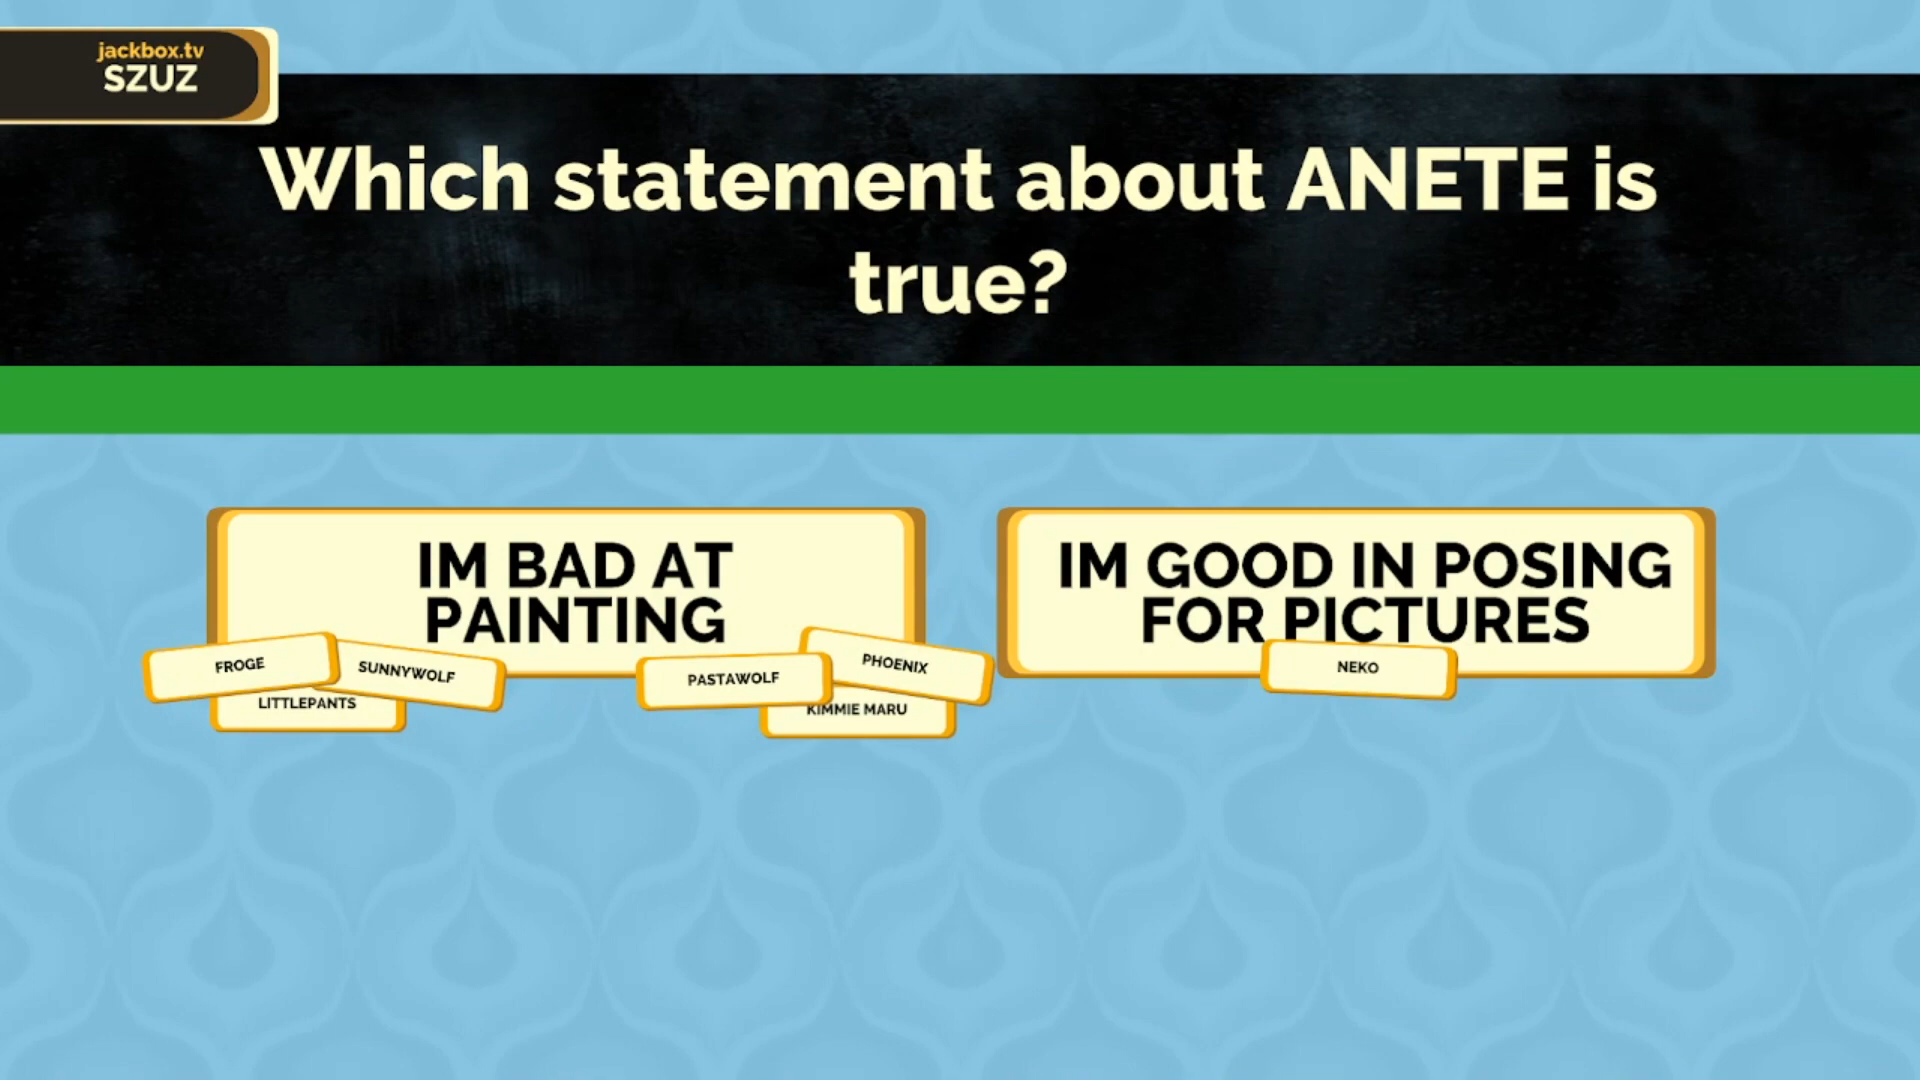 jackbox.tv
SZUZ
Which statement about ANETE is
true?
IM BAD AT
PAINTING
FROGE
SUNNYWOLF
LITTLEPANTS
PASTAWOLF
PHOENIX
KIMMIE MARU
IM GOOD IN POSING
FOR PICTURES
NEKO